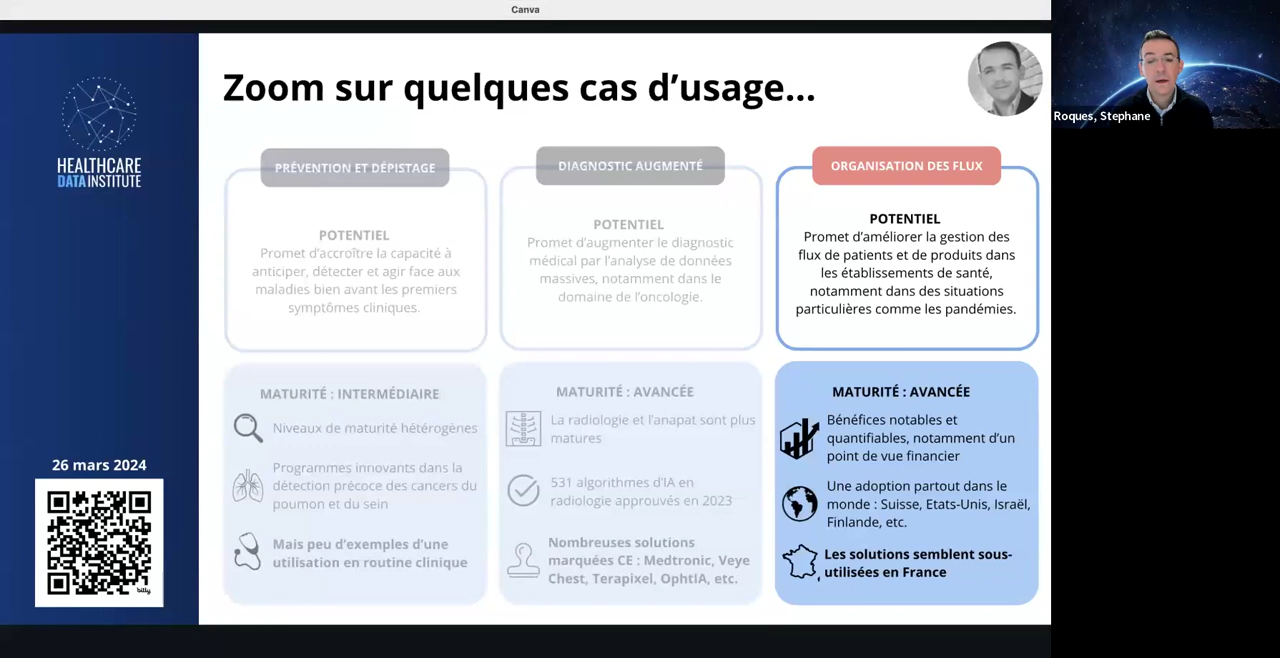 Canva
Roques, Stephane
HEALTHCARE
DATA INSTITUTE
26 mars 2024
bitly
Zoom sur quelques cas d’usage...
PRÉVENTION ET DÉPISTAGE
POTENTIEL
Promet d’accroître la capacité à
anticiper, détecter et agir face aux
maladies bien avant les premiers
symptômes cliniques.
MATURITÉ : INTERMÉDIAIRE
Niveaux de maturité hétérogènes
Programmes innovants dans la
détection précoce des cancers du
poumon et du sein
Mais peu d’exemples d’une
utilisation en routine clinique
DIAGNOSTIC AUGMENTÉ
POTENTIEL
Promet d’augmenter le diagnostic
médical par l’analyse de données
massives, notamment dans le
domaine de l’oncologie.
MATURITÉ : AVANCÉE
La radiologie et l’anapat sont plus
matures
531 algorithmes d’IA en
radiologie approuvés en 2023
Nombreuses solutions
marquées CE : Medtronic, Veye
Chest, Terapixel, OphtIA, etc.
ORGANISATION DES FLUX
POTENTIEL
Promet d’améliorer la gestion des
flux de patients et de produits dans
les établissements de santé,
notamment dans des situations
particulières comme les pandémies.
MATURITÉ : AVANCÉE
Bénéfices notables et
quantifiables, notamment d’un
point de vue financier
Une adoption partout dans le
monde : Suisse, Etats-Unis, Israël,
Finlande, etc.
Les solutions semblent sous-
utilisées en France